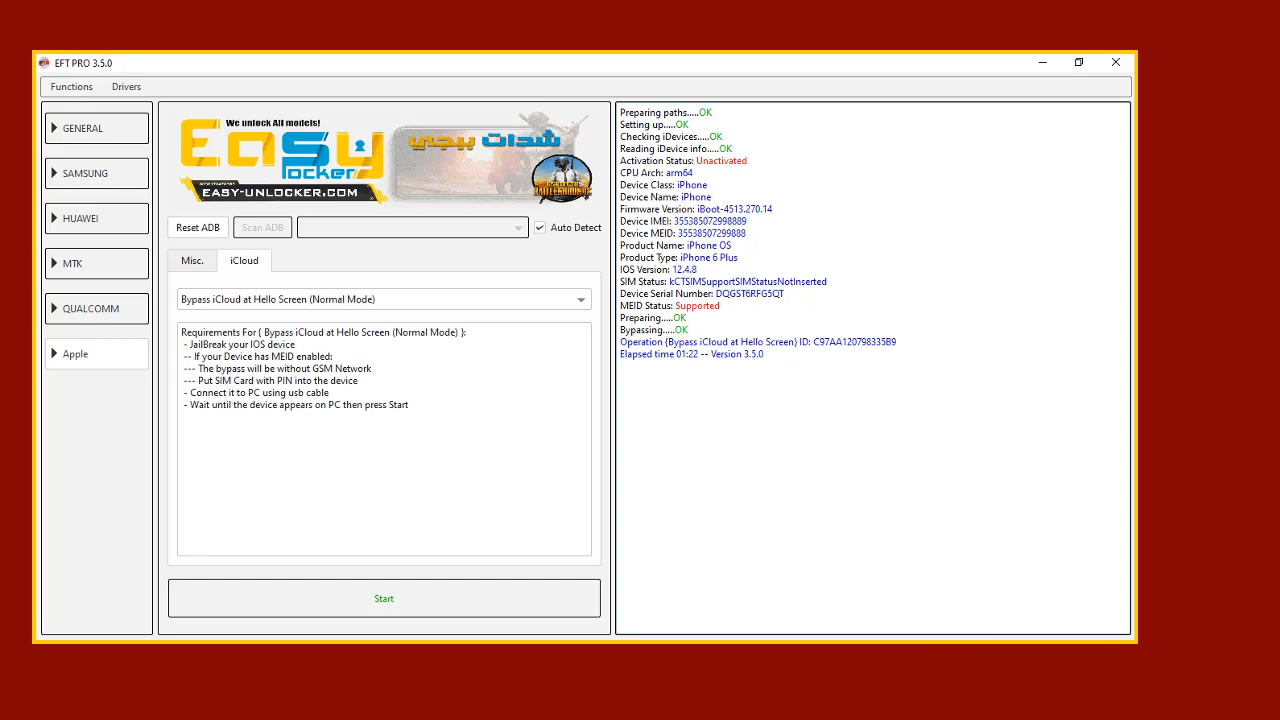 EFT PRO 3.5.0
Functions Drivers
GENERAL
SAMSUNG
HUAWEI
MTK
QUALCOMM
Apple
We unlock All models!
Easy
locker
EASY-UNLOCKER.COM
شدات ببجي
BATTLEGROUNDS
Reset ADB Scan ADB Auto Detect
Misc. iCloud
Bypass iCloud at Hello Screen (Normal Mode)
Requirements For { Bypass iCloud at Hello Screen (Normal Mode) }:
- JailBreak your IOS device
-- If your Device has MEID enabled:
--- The bypass will be without GSM Network
--- Put SIM Card with PIN into the device
- Connect it to PC using usb cable
- Wait until the device appears on PC then press Start
Start
Preparing paths.....OK
Setting up.....OK
Checking iDevices.....OK
Reading iDevice info.....OK
Activation Status: Unactivated
CPU Arch: arm64
Device Class: iPhone
Device Name: iPhone
Firmware Version: iBoot-4513.270.14
Device IMEI: 355385072998889
Device MEID: 35538507299888
Product Name: iPhone OS
Product Type: iPhone 6 Plus
IOS Version: 12.4.8
SIM Status: kCTSIMSupportSIMStatusNotInserted
Device Serial Number: DQGST6RFG5QT
MEID Status: Supported
Preparing.....OK
Bypassing.....OK
Operation {Bypass iCloud at Hello Screen} ID: C97AA120798335B9
Elapsed time 01:22 -- Version 3.5.0